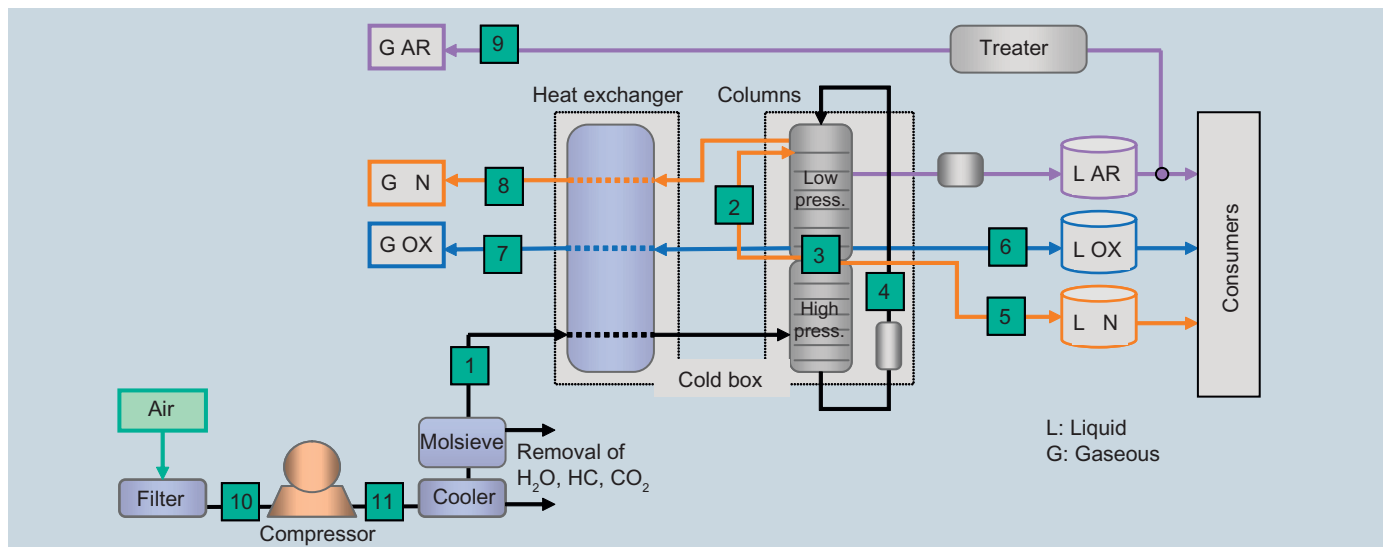 G AR
9
Treater
Heat exchanger
Columns
G N
8
2
Low
press.
L AR
G OX
7
3
6
L OX
4
High
press.
5
L N
Consumers
1
Cold box
Air
Molsieve
Removal of
H₂O, HC, CO₂
L: Liquid
G: Gaseous
Filter
10
11
Cooler
Compressor